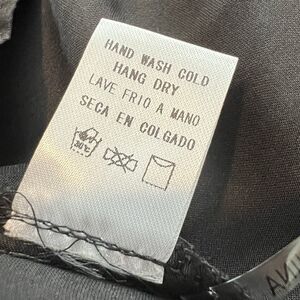 HAND WASH COLD
HANG DRY
LAVE FRIO A MANO
SECA EN COLGADO
30°C